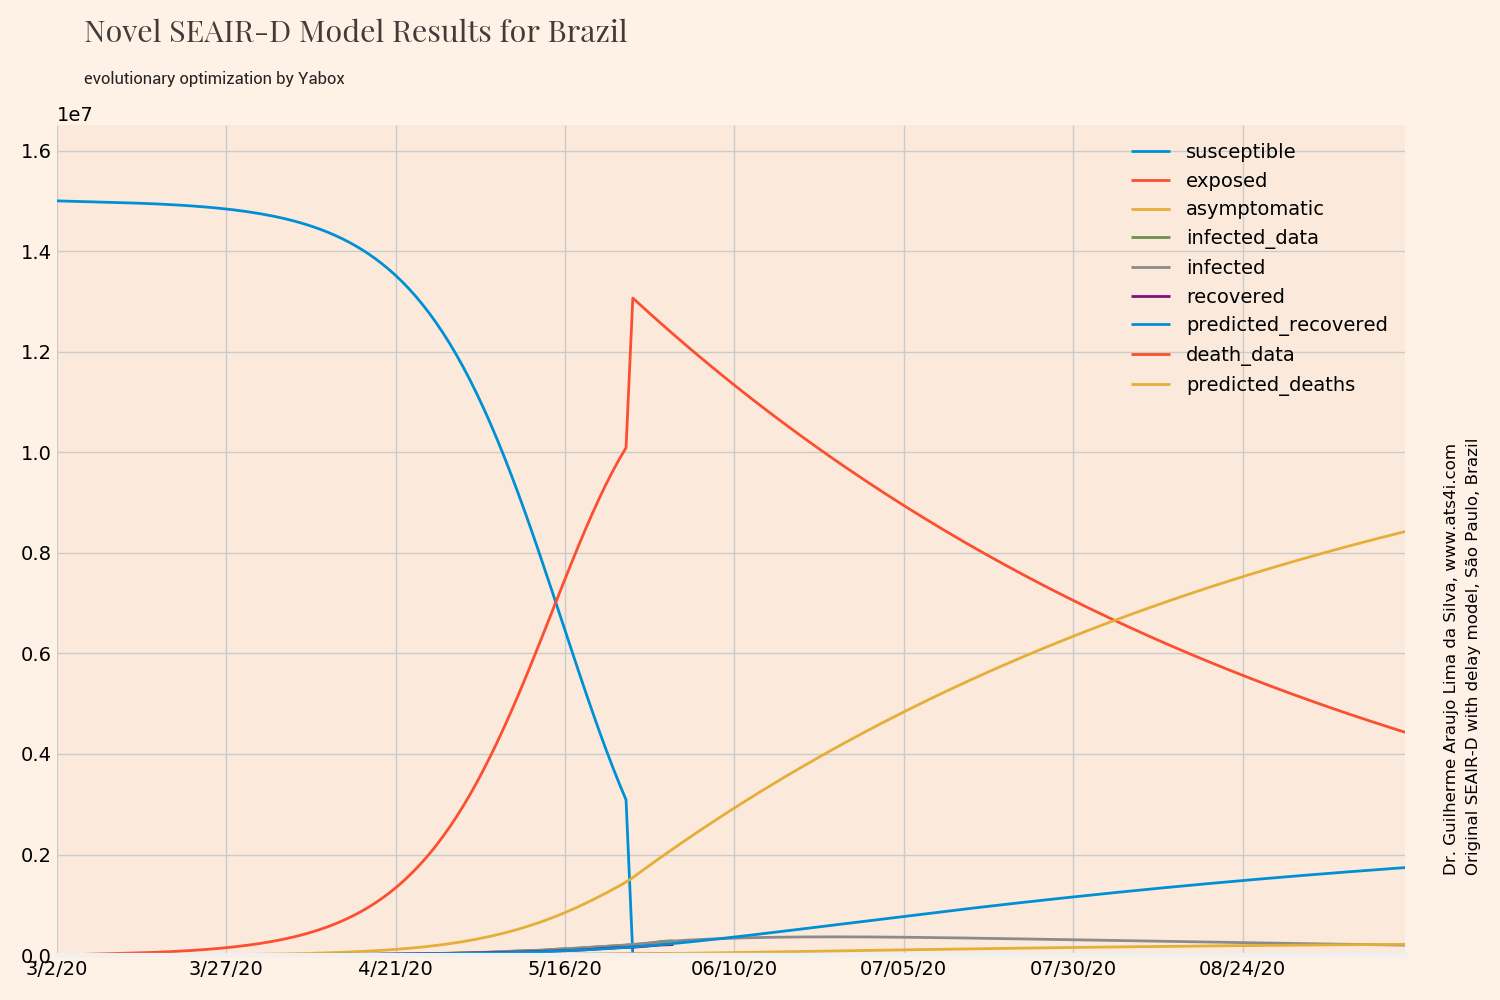 Novel SEAIR-D Model Results for Brazil
evolutionary optimization by Yabox
1e7
1.6
1.4
1.2
1.0
0.8
0.6
0.4
0.2
0.0
susceptible
exposed
asymptomatic
infected_data
infected
recovered
predicted_recovered
death_data
predicted_deaths
3/2/20 3/27/20 4/21/20 5/16/20 06/10/20 07/05/20 07/30/20 08/24/20
Dr. Guilherme Araujo Lima da Silva, www.ats4i.com
Original SEAIR-D with delay model, São Paulo, Brazil